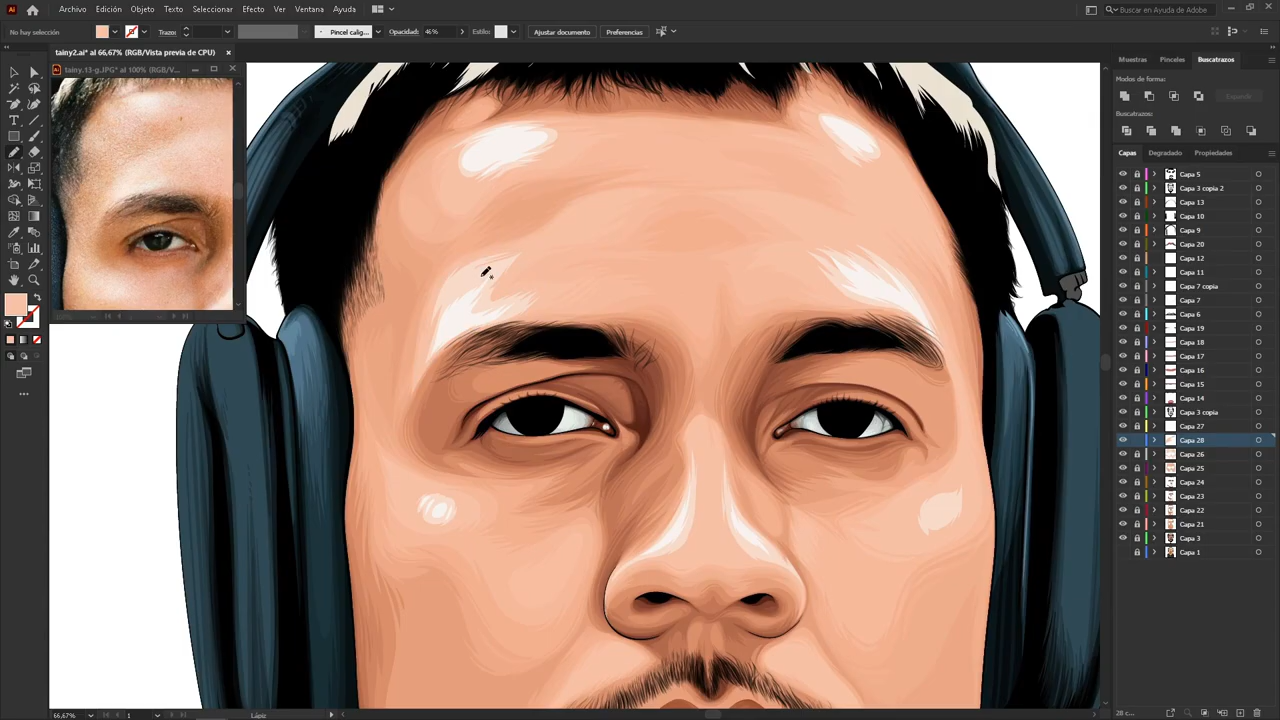 Archivo Edición Objeto Texto Seleccionar Efecto Ver Ventana Ayuda
Buscar en Ayuda de Adobe
No hay selección
Trazo:
Pincel calig...
Opacidad: 46%
Estilo:
Ajustar documento
Preferencias
tainy2.ai* al 66,67% (RGB/Vista previa de CPU)
tainy.13-g.JPG* al 100% (RGB/V...
Muestras Pinceles Buscatrazos
Modos de forma:
Expandir
Buscatrazos:
Capas Degradado Propiedades
Capa 5
Capa 3 copia 2
Capa 13
Capa 10
Capa 9
Capa 20
Capa 12
Capa 11
Capa 7 copia
Capa 7
Capa 6
Capa 19
Capa 18
Capa 17
Capa 16
Capa 15
Capa 14
Capa 3 copia
Capa 27
Capa 28
Capa 26
Capa 25
Capa 24
Capa 23
Capa 22
Capa 21
Capa 3
Capa 1
66,67%
1
Lápiz
28 c...